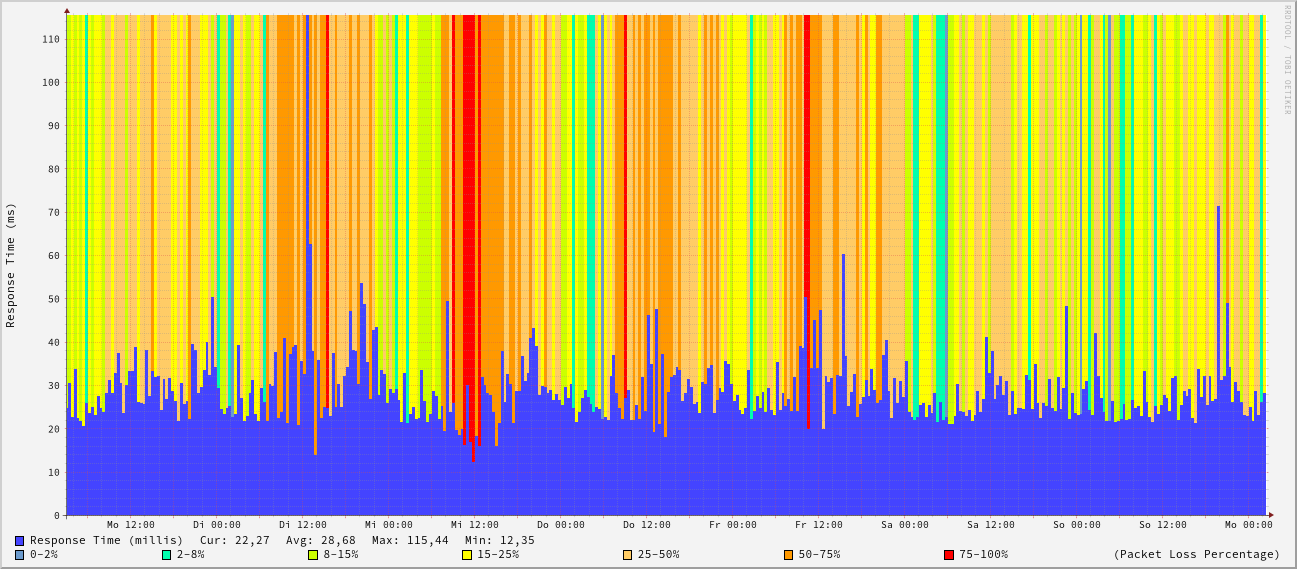 RRDTOOL / TOBI OETIKER
Response Time (ms)
110
100
90
80
70
60
50
40
30
20
10
0
Mo 12:00 Di 00:00 Di 12:00 Mi 00:00 Mi 12:00 Do 00:00 Do 12:00 Fr 00:00 Fr 12:00 Sa 00:00 Sa 12:00 So 00:00 So 12:00 Mo 00:00
Response Time (millis) Cur: 22,27 Avg: 28,68 Max: 115,44 Min: 12,35
0-2% 2-8% 8-15% 15-25% 25-50% 50-75% 75-100% (Packet Loss Percentage)